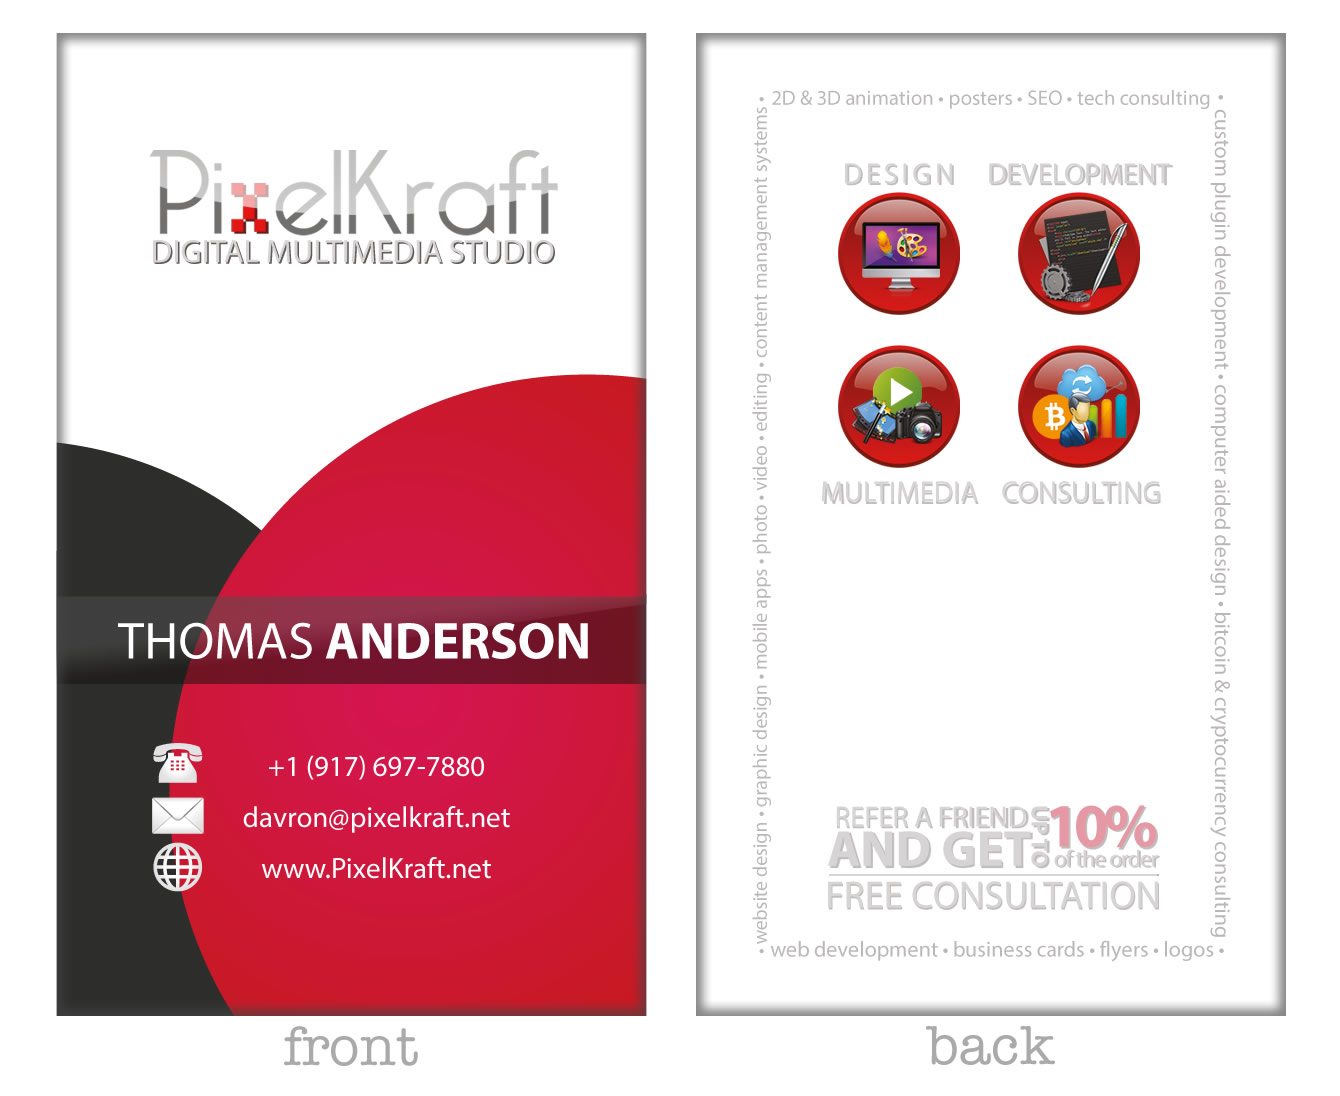 PixelKraft
DIGITAL MULTIMEDIA STUDIO
THOMAS ANDERSON
+1 (917) 697-7880
davron@pixelkraft.net
www.PixelKraft.net
front
• 2D & 3D animation • posters • SEO • tech consulting •
custom plugin development • computer aided design • bitcoin & cryptocurrency consulting
• website design • graphic design • mobile apps • photo • video • editing • content management systems
DESIGN
DEVELOPMENT
MULTIMEDIA
CONSULTING
REFER A FRIEND
AND GET UP TO 10%
of the order
FREE CONSULTATION
• web development • business cards • flyers • logos •
back